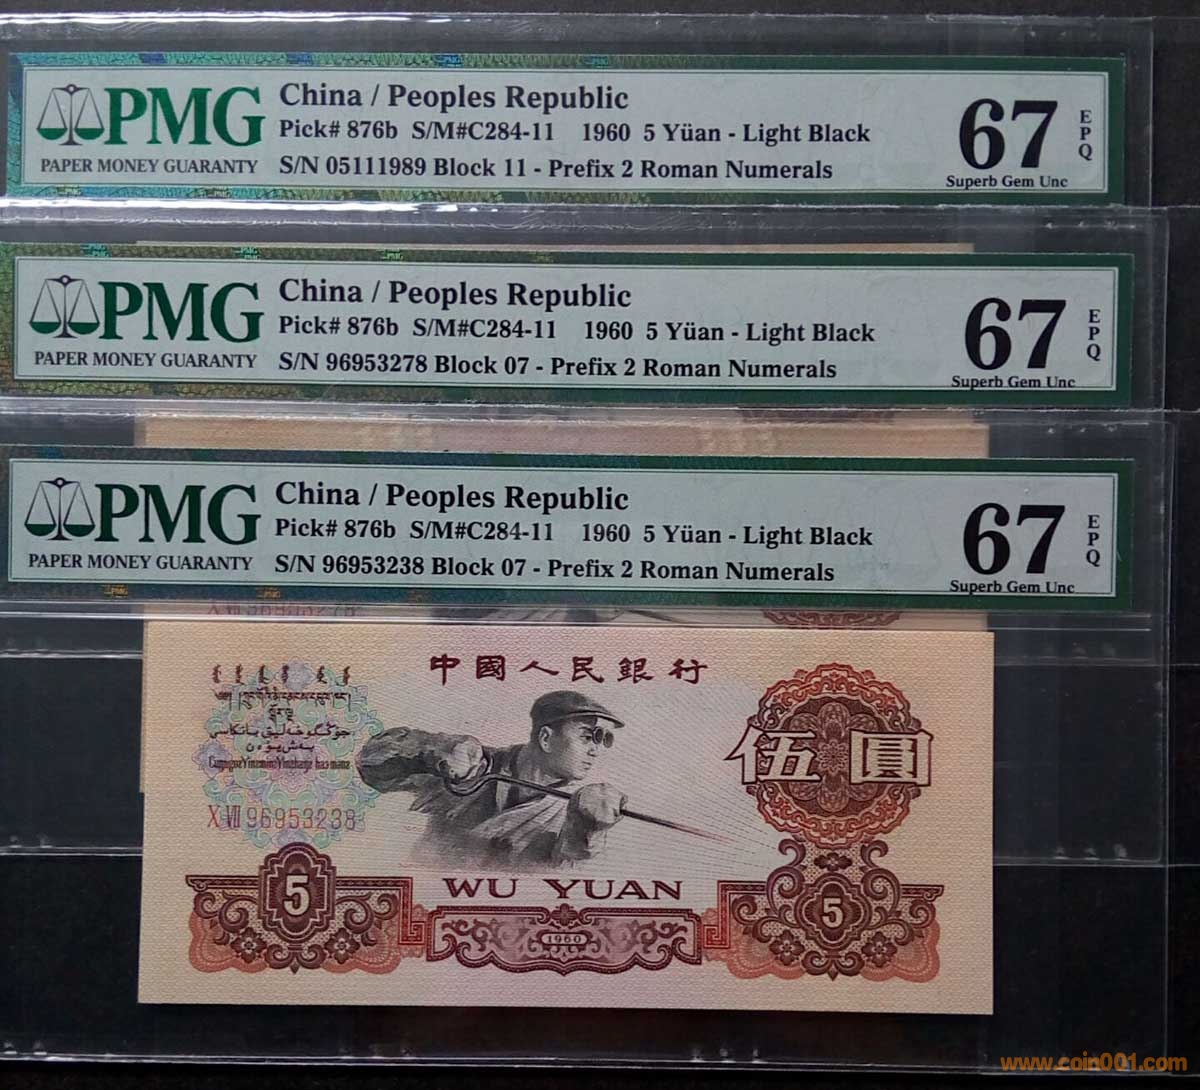 PMG
PAPER MONEY GUARANTY
China / Peoples Republic
Pick# 876b S/M#C284-11 1960 5 Yüan - Light Black
S/N 05111989 Block 11 - Prefix 2 Roman Numerals
67
EPQ
Superb Gem Unc
PMG
PAPER MONEY GUARANTY
China / Peoples Republic
Pick# 876b S/M#C284-11 1960 5 Yüan - Light Black
S/N 96953278 Block 07 - Prefix 2 Roman Numerals
67
EPQ
Superb Gem Unc
PMG
PAPER MONEY GUARANTY
China / Peoples Republic
Pick# 876b S/M#C284-11 1960 5 Yüan - Light Black
S/N 96953238 Block 07 - Prefix 2 Roman Numerals
67
EPQ
Superb Gem Unc
X VII 96953278
中國人民銀行
伍圓
X VII 96953238
WU YUAN
5
1960
5
www.coin001.com